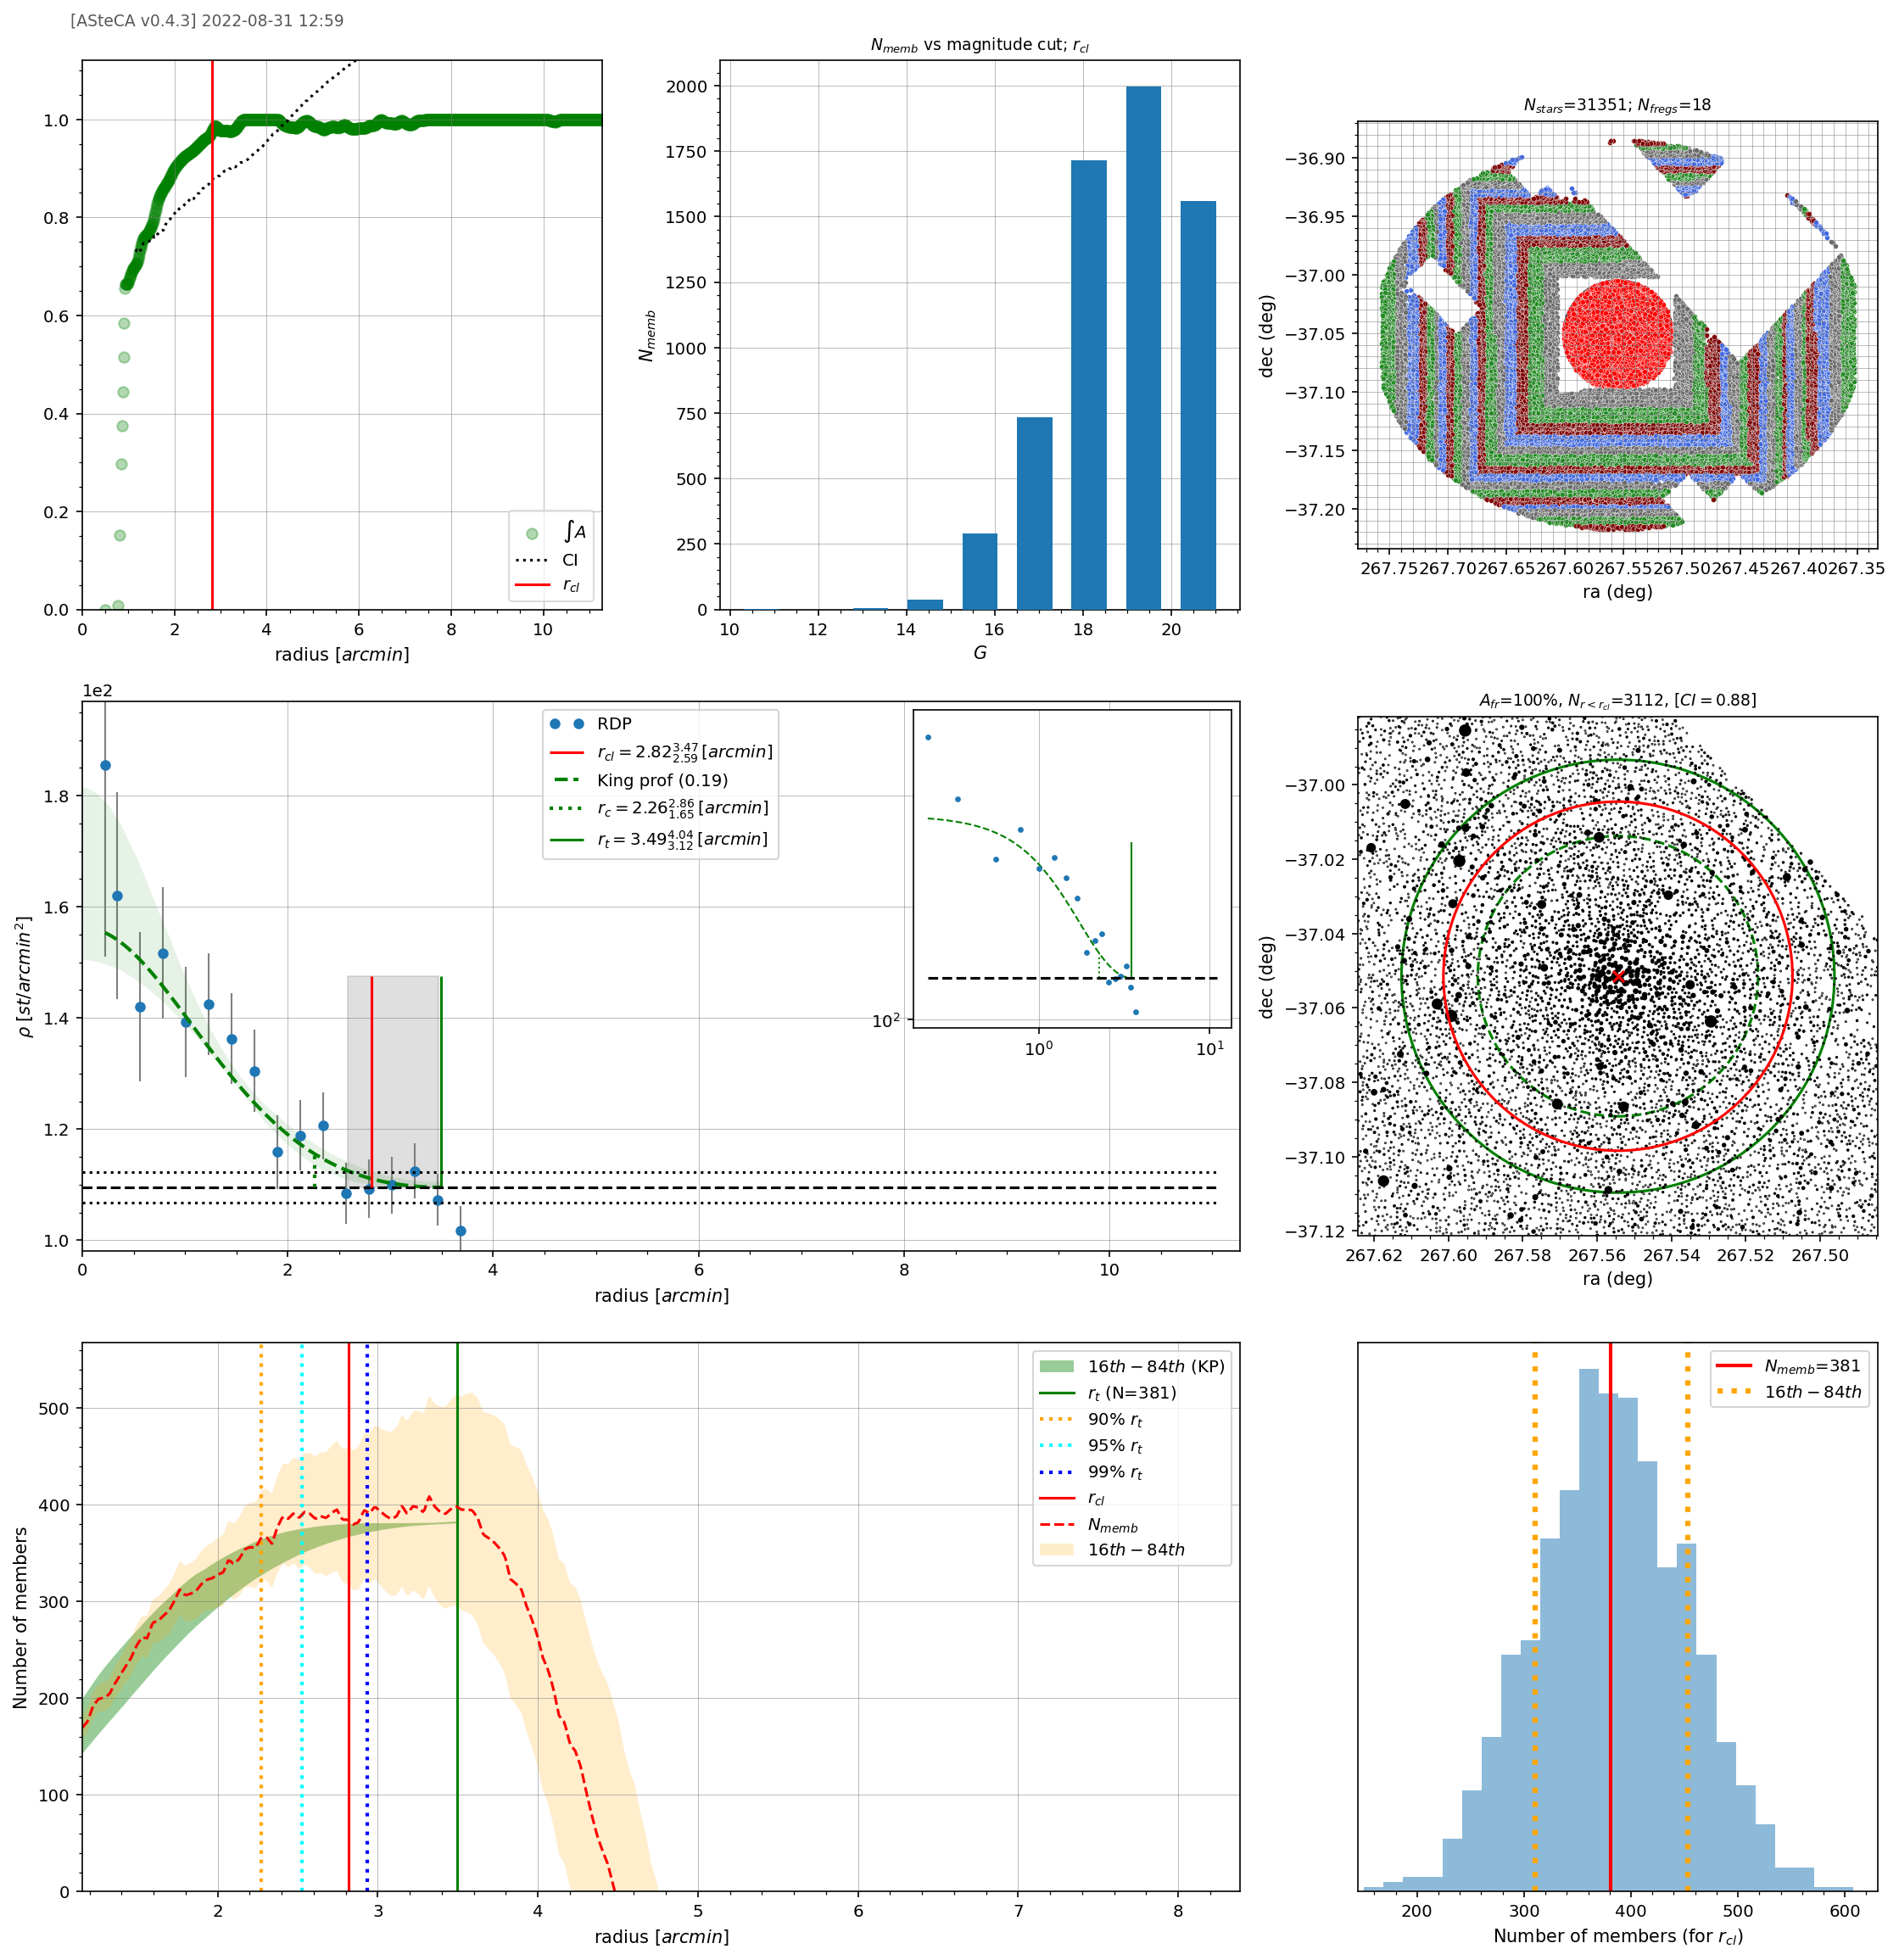 [ASteCA v0.4.3] 2022-08-31 12:59
1.0
0.8
0.6
0.4
0.2
0.0
0 2 4 6 8 10
radius [arcmin]
∫A
CI
r_cl
N_memb vs magnitude cut; r_cl
2000
1750
1500
1250
1000
750
500
250
0
N_memb
10 12 14 16 18 20
G
N_stars=31351; N_fregs=18
−36.90
−36.95
−37.00
−37.05
−37.10
−37.15
−37.20
dec (deg)
267.75 267.70 267.65 267.60 267.55 267.50 267.45 267.40 267.35
ra (deg)
1e2
1.8
1.6
1.4
1.2
1.0
ρ [st/arcmin²]
0 2 4 6 8 10
radius [arcmin]
RDP
r_cl = 2.82^3.47_2.59 [arcmin]
King prof (0.19)
r_c = 2.26^2.86_1.65 [arcmin]
r_t = 3.49^4.04_3.12 [arcmin]
10²
10⁰ 10¹
A_fr=100%, N_r<r_cl=3112, [CI = 0.88]
−37.00
−37.02
−37.04
−37.06
−37.08
−37.10
−37.12
dec (deg)
267.62 267.60 267.58 267.56 267.54 267.52 267.50
ra (deg)
500
400
300
200
100
0
Number of members
2 3 4 5 6 7 8
radius [arcmin]
16th − 84th (KP)
r_t (N=381)
90% r_t
95% r_t
99% r_t
r_cl
N_memb
16th − 84th
N_memb=381
16th − 84th
200 300 400 500 600
Number of members (for r_cl)